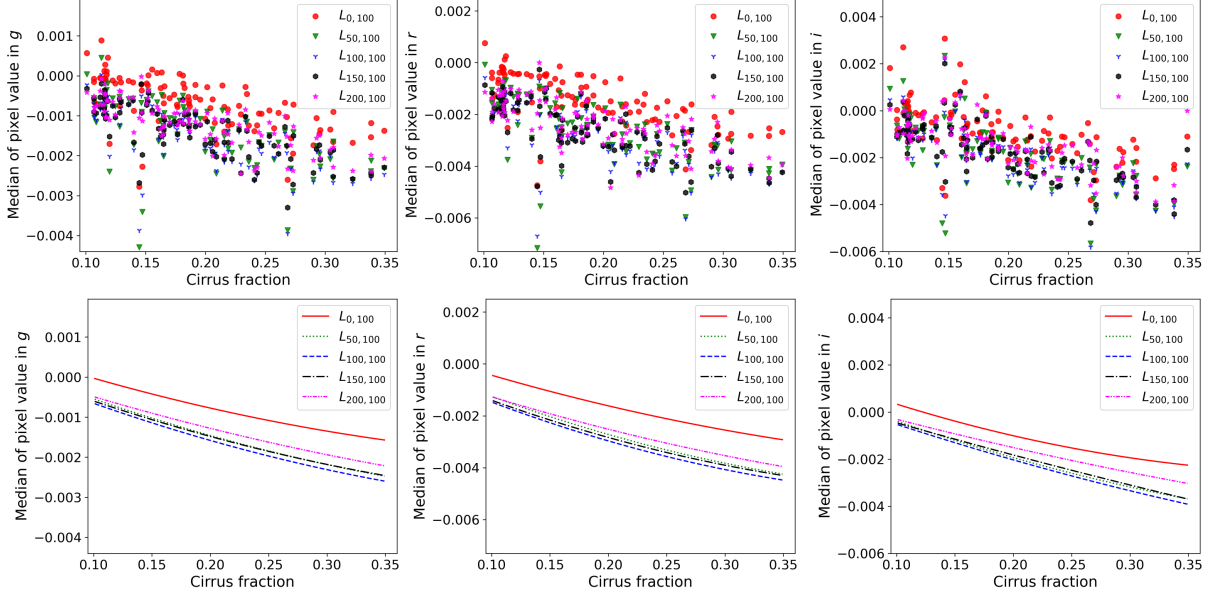 Median of pixel value in g
0.001
0.000
−0.001
−0.002
−0.003
−0.004
0.10
0.15
0.20
0.25
0.30
0.35
Cirrus fraction
L0,100
L50,100
L100,100
L150,100
L200,100
Median of pixel value in r
0.002
0.000
−0.002
−0.004
−0.006
0.10
0.15
0.20
0.25
0.30
0.35
Cirrus fraction
L0,100
L50,100
L100,100
L150,100
L200,100
Median of pixel value in i
0.004
0.002
0.000
−0.002
−0.004
−0.006
0.10
0.15
0.20
0.25
0.30
0.35
Cirrus fraction
L0,100
L50,100
L100,100
L150,100
L200,100
Median of pixel value in g
0.001
0.000
−0.001
−0.002
−0.003
−0.004
0.10
0.15
0.20
0.25
0.30
0.35
Cirrus fraction
L0,100
L50,100
L100,100
L150,100
L200,100
Median of pixel value in r
0.002
0.000
−0.002
−0.004
−0.006
0.10
0.15
0.20
0.25
0.30
0.35
Cirrus fraction
L0,100
L50,100
L100,100
L150,100
L200,100
Median of pixel value in i
0.004
0.002
0.000
−0.002
−0.004
−0.006
0.10
0.15
0.20
0.25
0.30
0.35
Cirrus fraction
L0,100
L50,100
L100,100
L150,100
L200,100